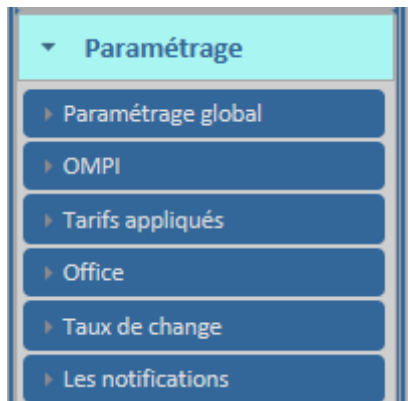 Paramétrage
Paramétrage global
OMPI
Tarifs appliqués
Office
Taux de change
Les notifications